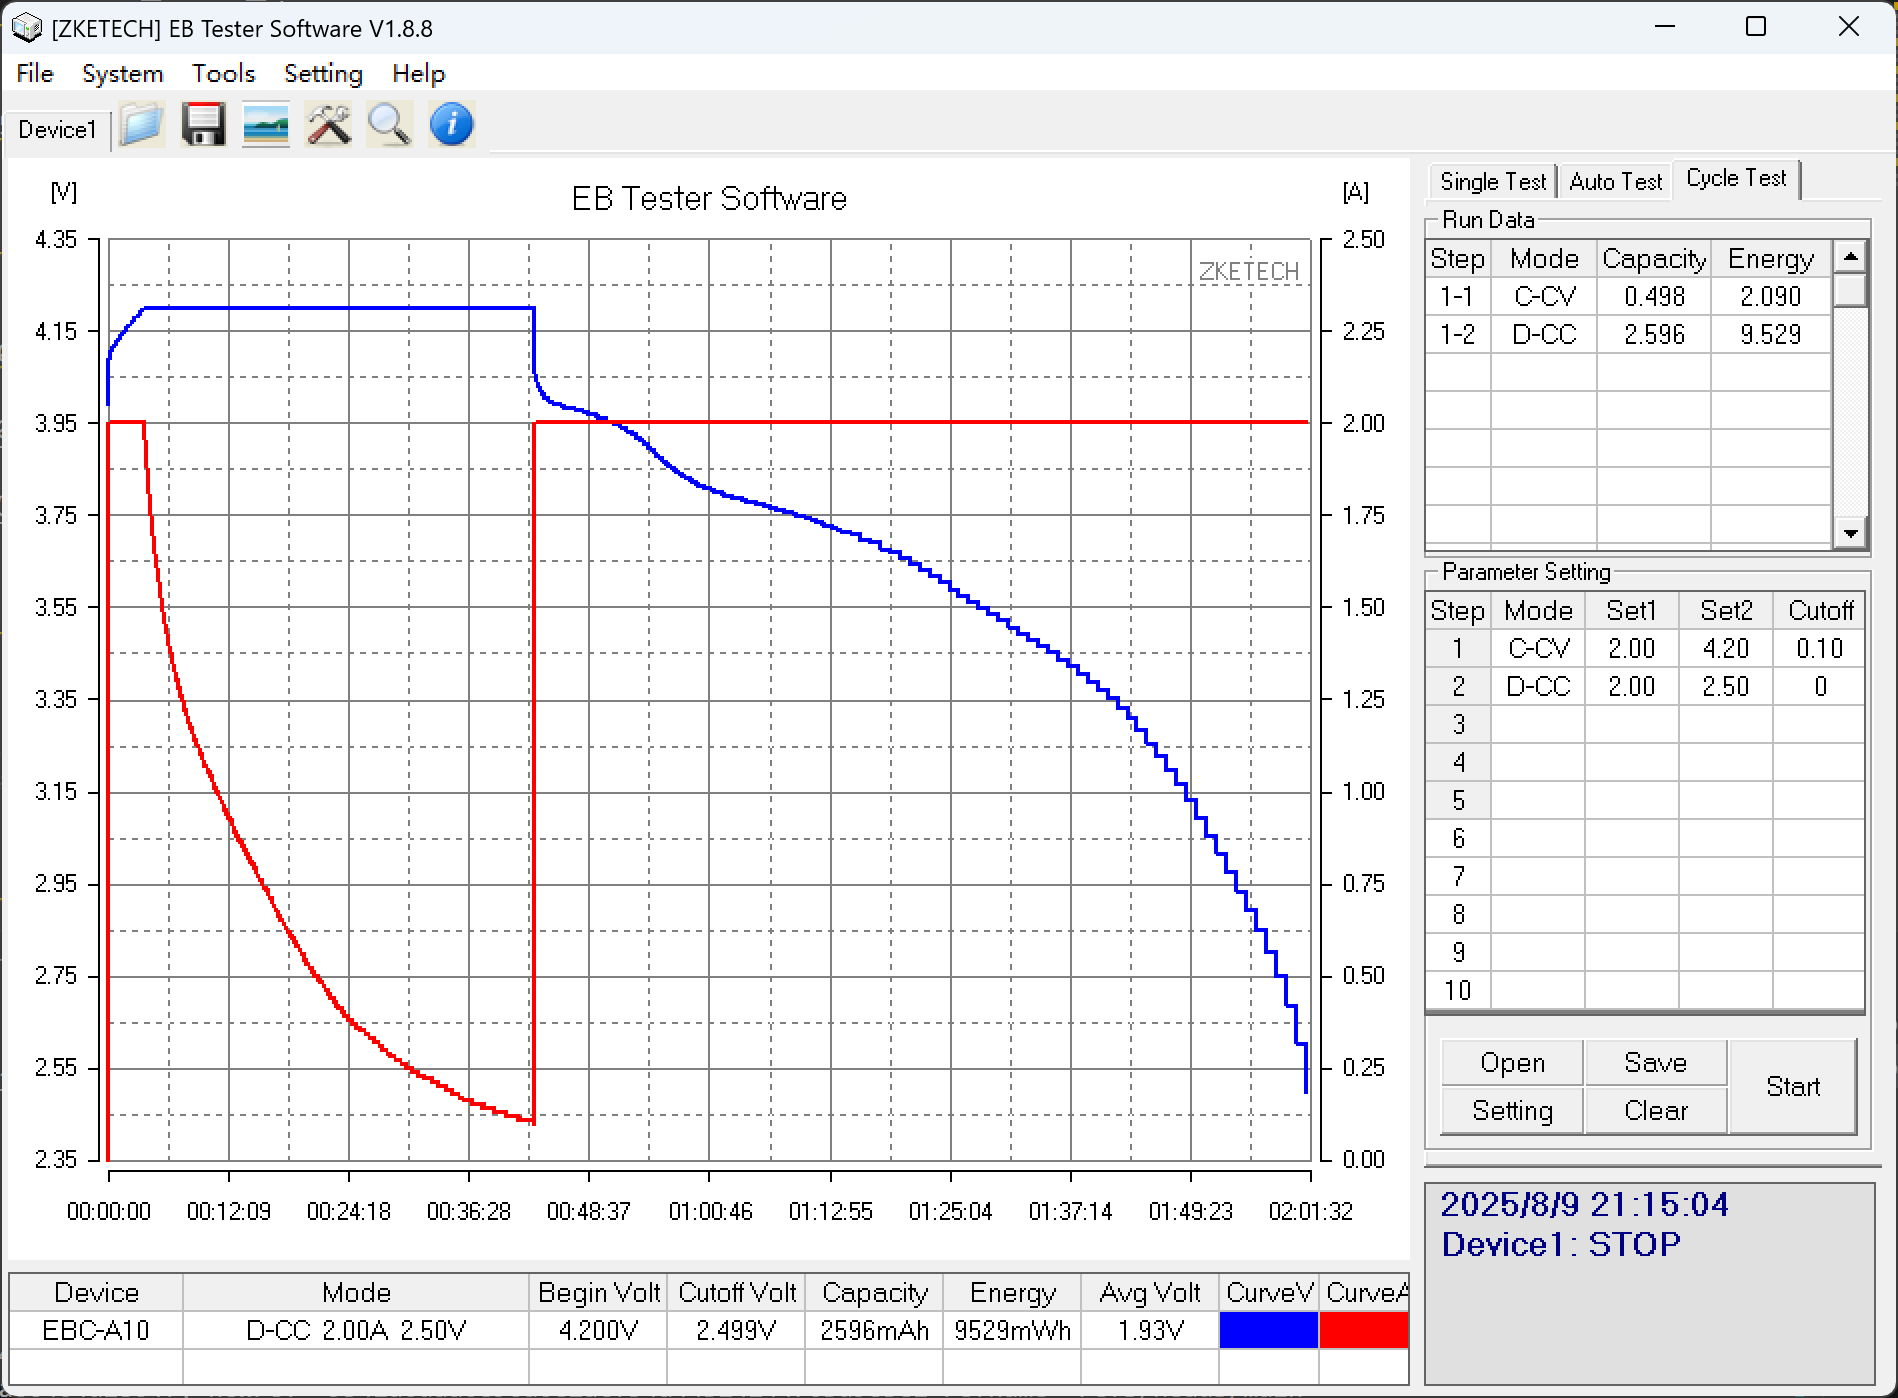 [ZKETECH] EB Tester Software V1.8.8
File System Tools Setting Help
Device1
[V] EB Tester Software [A]
ZKETECH
4.35
4.15
3.95
3.75
3.55
3.35
3.15
2.95
2.75
2.55
2.35
2.50
2.25
2.00
1.75
1.50
1.25
1.00
0.75
0.50
0.25
0.00
00:00:00 00:12:09 00:24:18 00:36:28 00:48:37 01:00:46 01:12:55 01:25:04 01:37:14 01:49:23 02:01:32
Device Mode Begin Volt Cutoff Volt Capacity Energy Avg Volt CurveV CurveA
EBC-A10 D-CC 2.00A 2.50V 4.200V 2.499V 2596mAh 9529mWh 1.93V
Single Test Auto Test Cycle Test
Run Data
Step Mode Capacity Energy
1-1 C-CV 0.498 2.090
1-2 D-CC 2.596 9.529
Parameter Setting
Step Mode Set1 Set2 Cutoff
1 C-CV 2.00 4.20 0.10
2 D-CC 2.00 2.50 0
3
4
5
6
7
8
9
10
Open Save Start
Setting Clear
2025/8/9 21:15:04
Device1: STOP